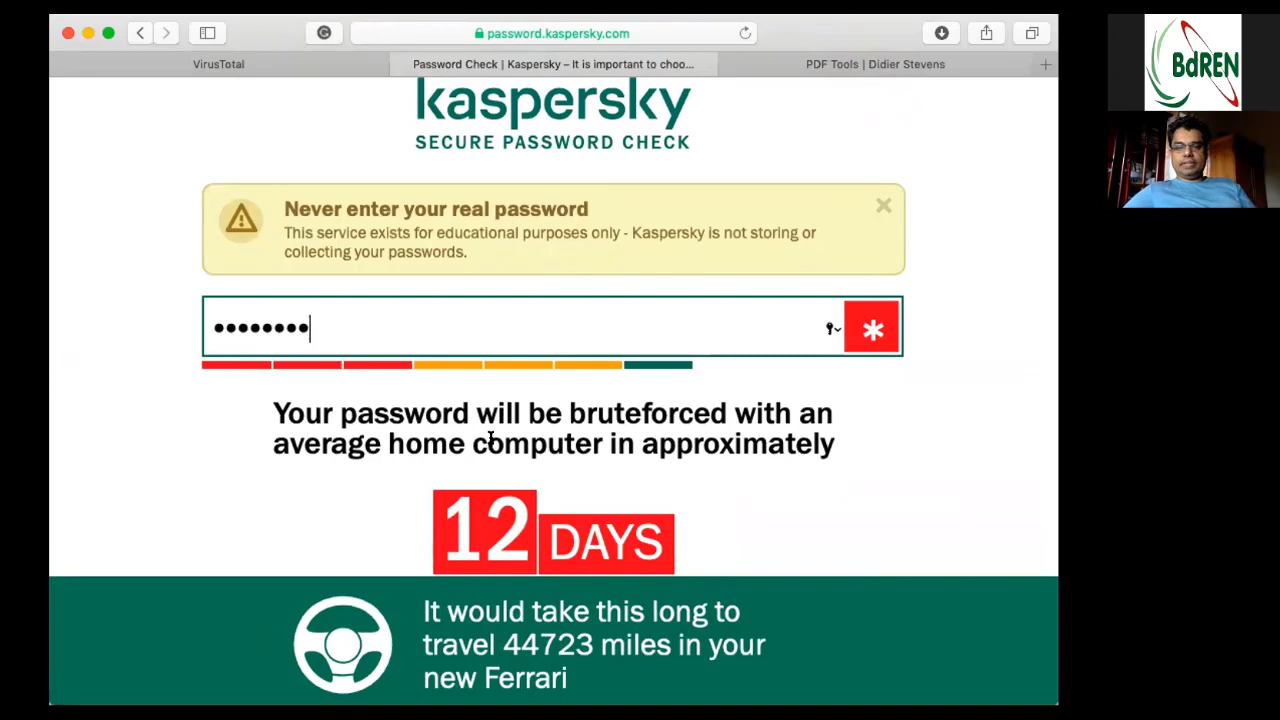 password.kaspersky.com
VirusTotal
Password Check | Kaspersky – It is important to choo...
PDF Tools | Didier Stevens
kaspersky
SECURE PASSWORD CHECK
Never enter your real password
This service exists for educational purposes only - Kaspersky is not storing or
collecting your passwords.
••••••••
*
Your password will be bruteforced with an
average home computer in approximately
12 DAYS
It would take this long to
travel 44723 miles in your
new Ferrari
BdREN